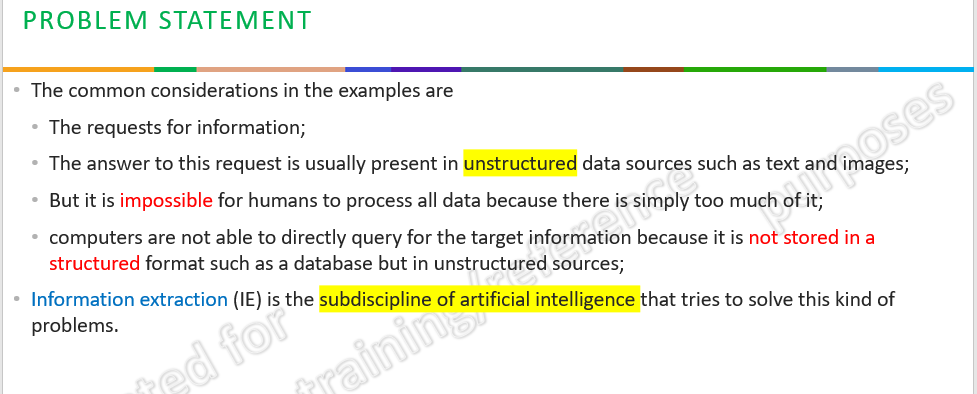 PROBLEM STATEMENT
• The common considerations in the examples are
• The requests for information;
• The answer to this request is usually present in unstructured data sources such as text and images;
• But it is impossible for humans to process all data because there is simply too much of it;
• computers are not able to directly query for the target information because it is not stored in a
structured format such as a database but in unstructured sources;
• Information extraction (IE) is the subdiscipline of artificial intelligence that tries to solve this kind of
problems.
for
training/reference
purposes